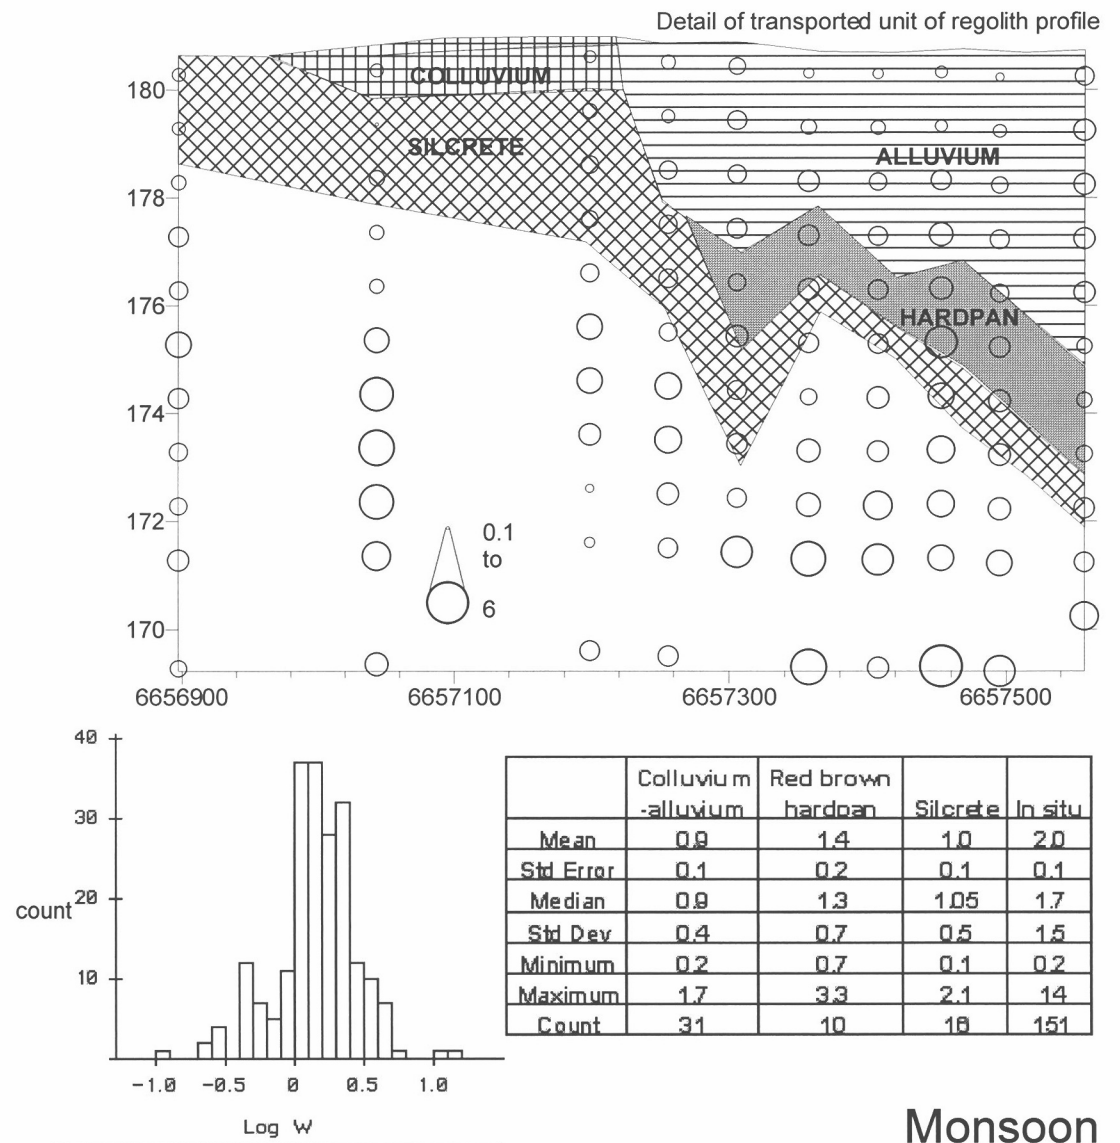 Detail of transported unit of regolith profile
COLLUVIUM
180
SILCRETE
ALLUVIUM
178
176
HARDPAN
174
172
0.1
to
6
170
6656900 6657100 6657300 6657500
40
30
count 20
10
-1.0 -0.5 0 0.5 1.0
Log W
Colluvium Red brown
-alluvium hardpan Silcrete In situ
Mean 0.9 1.4 1.0 2.0
Std Error 0.1 0.2 0.1 0.1
Median 0.9 1.3 1.05 1.7
Std Dev 0.4 0.7 0.5 1.5
Minimum 0.2 0.7 0.1 0.2
Maximum 1.7 3.3 2.1 14
Count 31 10 18 151
Monsoon